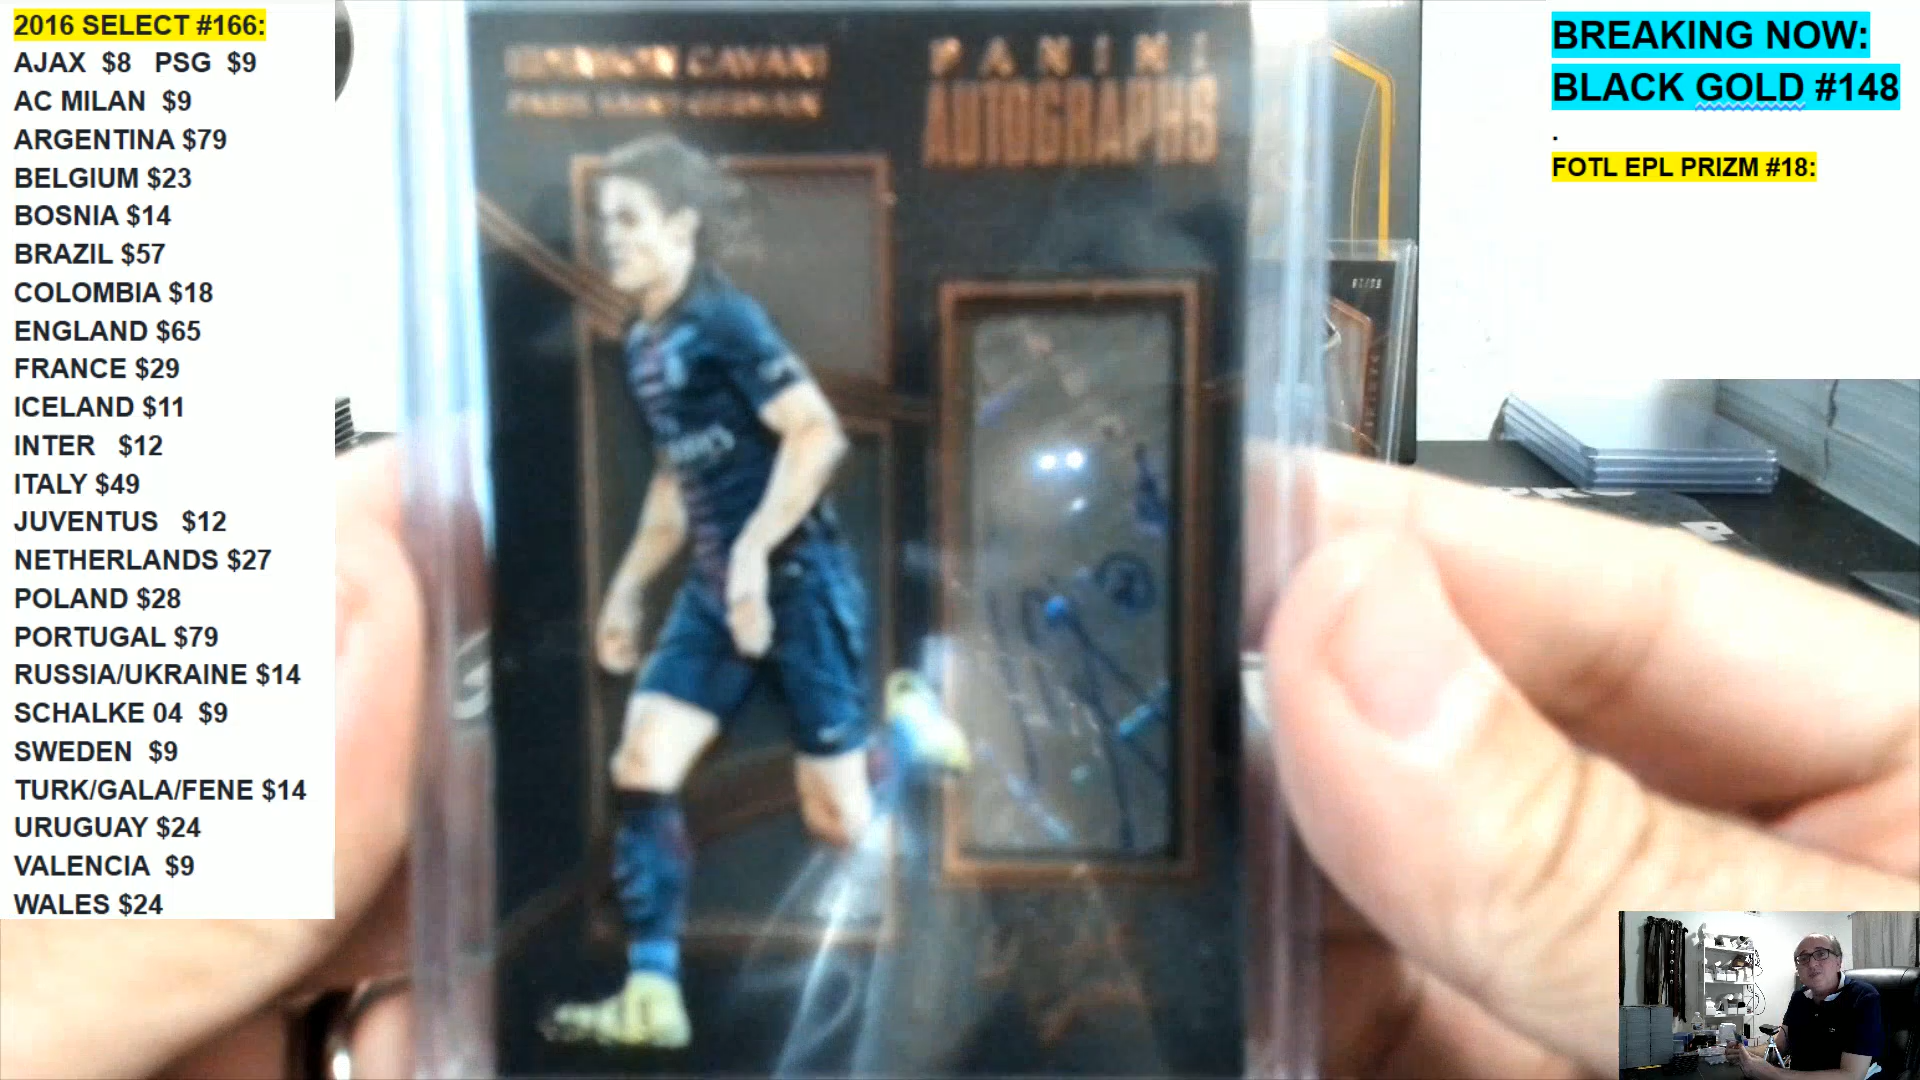 2016 SELECT #166:
AJAX $8 PSG $9
AC MILAN $9
ARGENTINA $79
BELGIUM $23
BOSNIA $14
BRAZIL $57
COLOMBIA $18
ENGLAND $65
FRANCE $29
ICELAND $11
INTER $12
ITALY $49
JUVENTUS $12
NETHERLANDS $27
POLAND $28
PORTUGAL $79
RUSSIA/UKRAINE $14
SCHALKE 04 $9
SWEDEN $9
TURK/GALA/FENE $14
URUGUAY $24
VALENCIA $9
WALES $24
CAVANI
PARIS SAINT-GERMAIN
PANINI
AUTOGRAPHS
BREAKING NOW:
BLACK GOLD #148
.
FOTL EPL PRIZM #18: